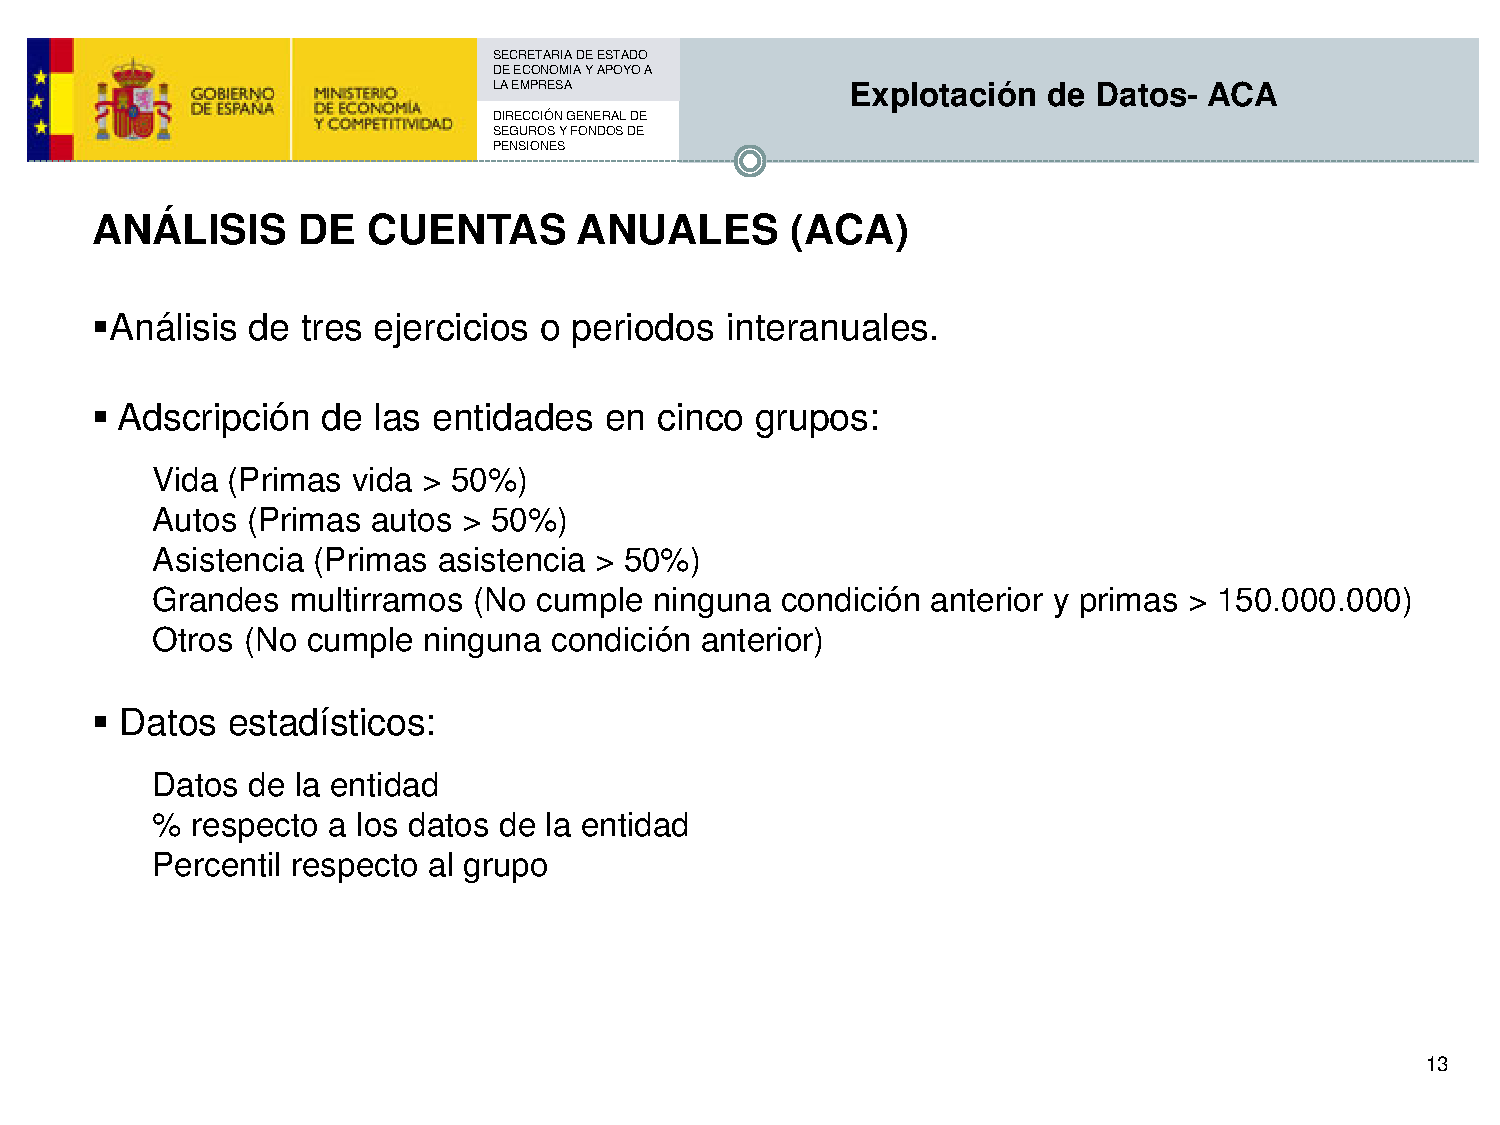 GOBIERNO
DE ESPAÑA
MINISTERIO
DE ECONOMÍA
Y COMPETITIVIDAD
SECRETARIA DE ESTADO
DE ECONOMIA Y APOYO A
LA EMPRESA
DIRECCIÓN GENERAL DE
SEGUROS Y FONDOS DE
PENSIONES
Explotación de Datos- ACA
ANÁLISIS DE CUENTAS ANUALES (ACA)
▪Análisis de tres ejercicios o periodos interanuales.
▪ Adscripción de las entidades en cinco grupos:
Vida (Primas vida > 50%)
Autos (Primas autos > 50%)
Asistencia (Primas asistencia > 50%)
Grandes multirramos (No cumple ninguna condición anterior y primas > 150.000.000)
Otros (No cumple ninguna condición anterior)
▪ Datos estadísticos:
Datos de la entidad
% respecto a los datos de la entidad
Percentil respecto al grupo
13